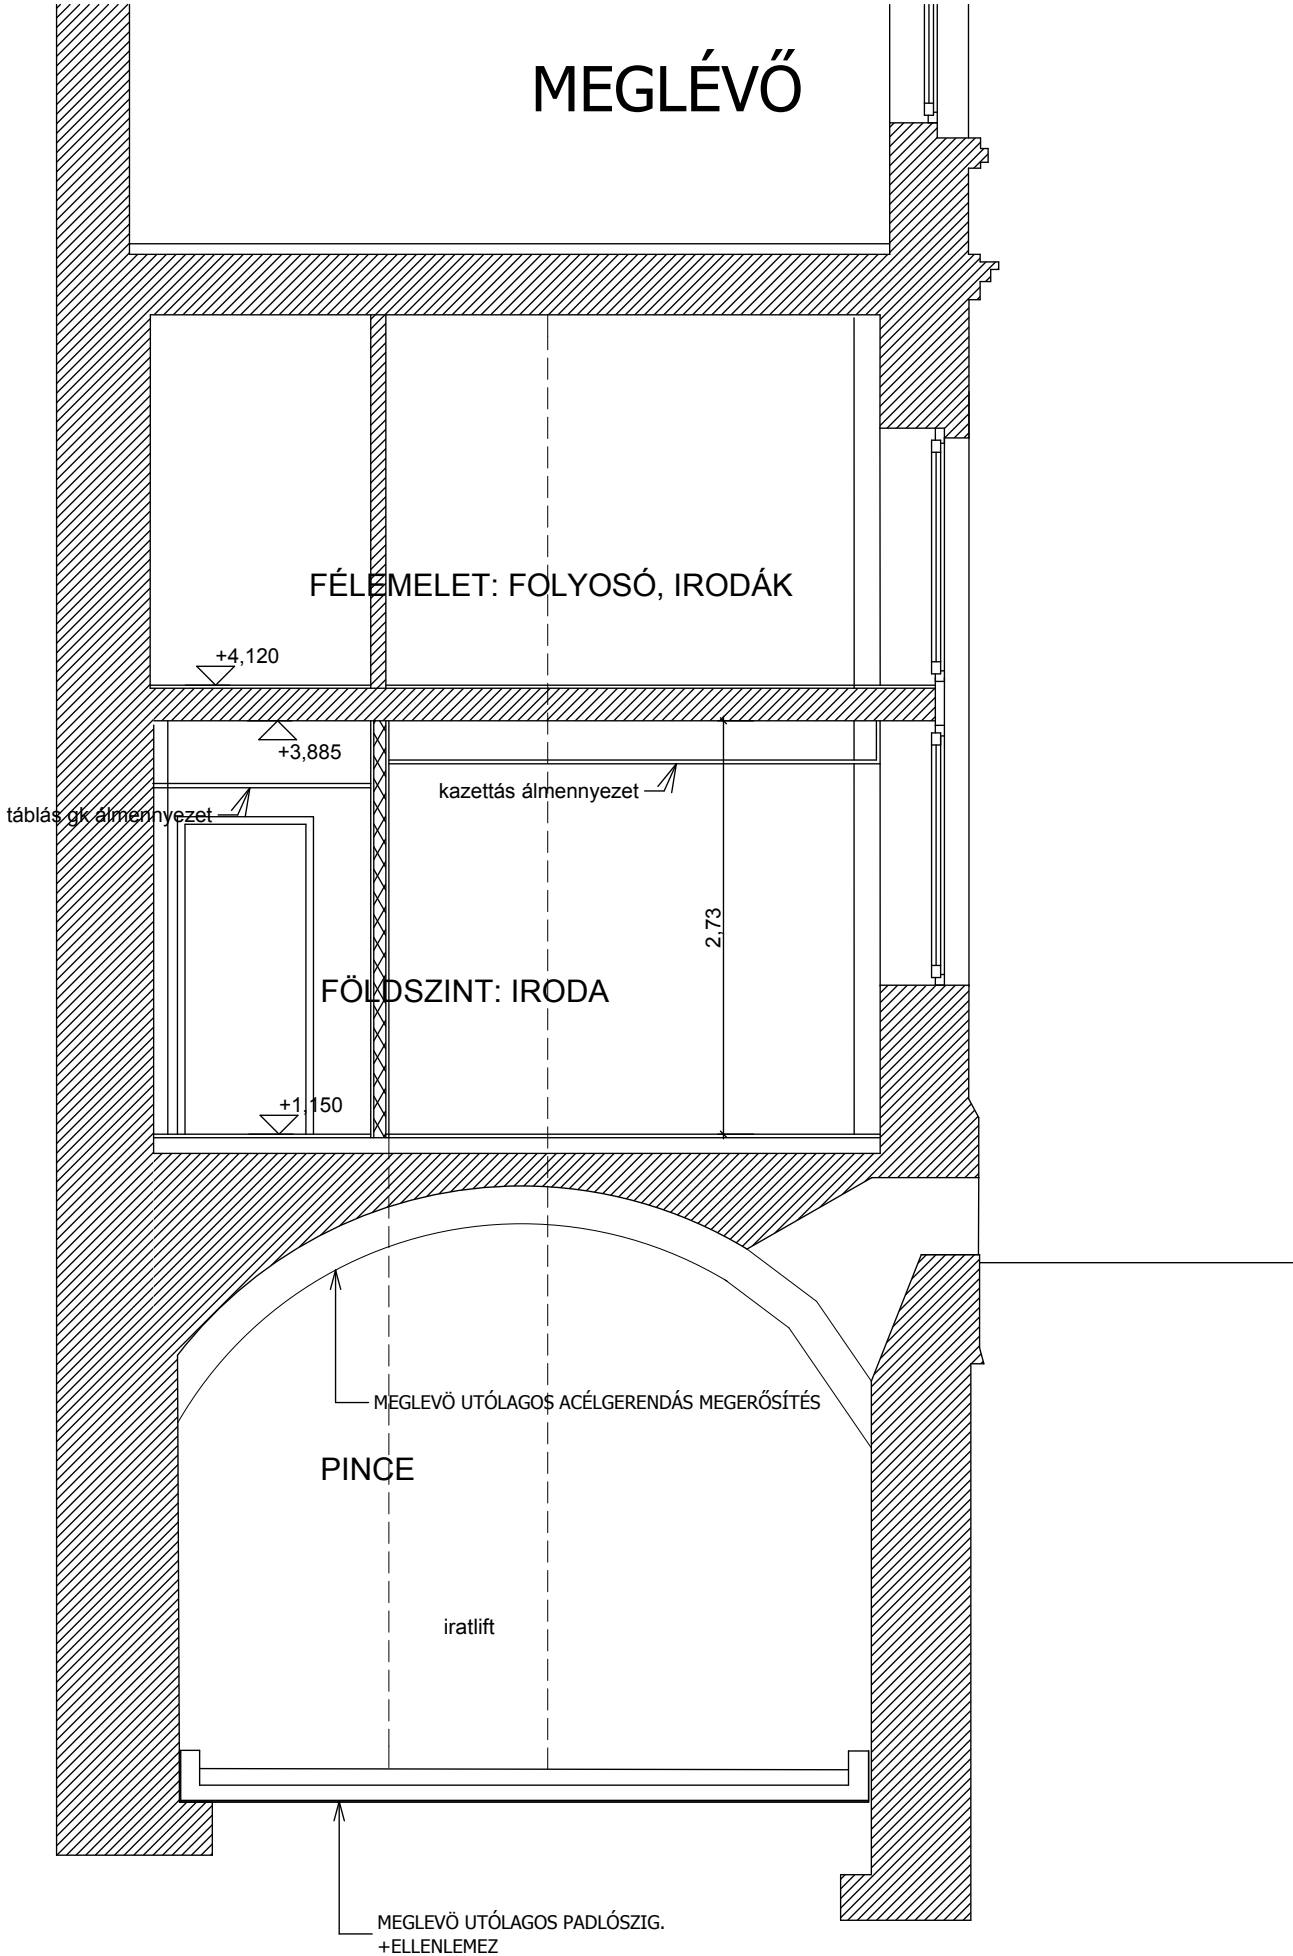 MEGLÉVŐ
FÉLEMELET: FOLYOSÓ, IRODÁK
+4,120
+3,885
kazettás álmennyezet
táblás gk álmennyezet
2,73
FÖLDSZINT: IRODA
+1,150
MEGLEVÖ UTÓLAGOS ACÉLGERENDÁS MEGERŐSÍTÉS
PINCE
iratlift
MEGLEVÖ UTÓLAGOS PADLÓSZIG.
+ELLENLEMEZ